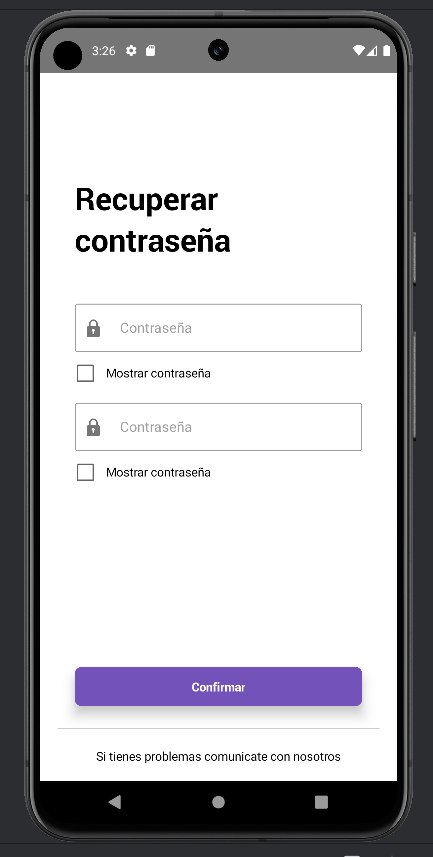 3:26
Recuperar
contraseña
Contraseña
Mostrar contraseña
Contraseña
Mostrar contraseña
Confirmar
Si tienes problemas comunicate con nosotros